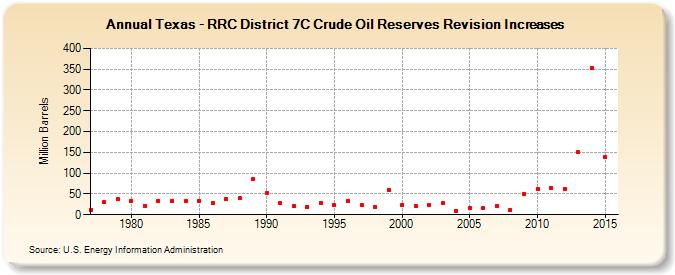 Annual Texas - RRC District 7C Crude Oil Reserves Revision Increases
Million Barrels
400
350
300
250
200
150
100
50
0
1980 1985 1990 1995 2000 2005 2010 2015
Source: U.S. Energy Information Administration